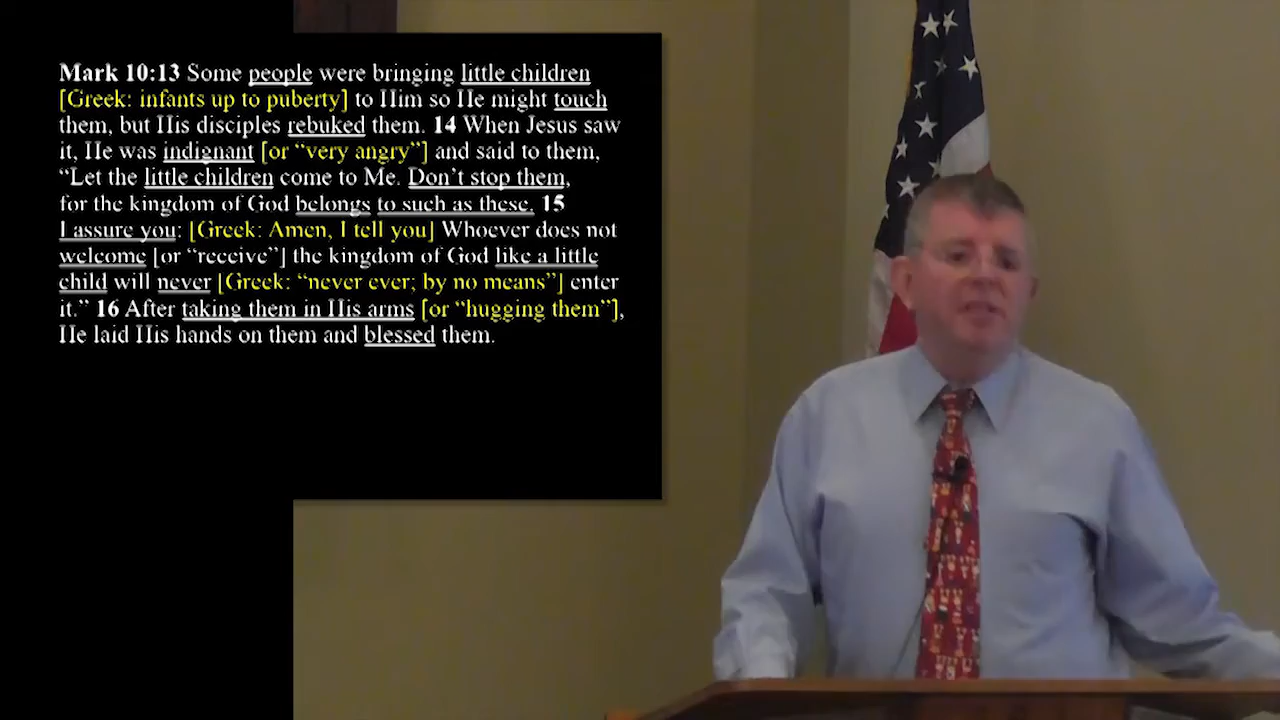 Mark 10:13 Some people were bringing little children
[Greek: infants up to puberty] to Him so He might touch
them, but His disciples rebuked them. 14 When Jesus saw
it, He was indignant [or “very angry”] and said to them,
“Let the little children come to Me. Don’t stop them,
for the kingdom of God belongs to such as these. 15
I assure you: [Greek: Amen, I tell you] Whoever does not
welcome [or “receive”] the kingdom of God like a little
child will never [Greek: “never ever; by no means”] enter
it.” 16 After taking them in His arms [or “hugging them”],
He laid His hands on them and blessed them.